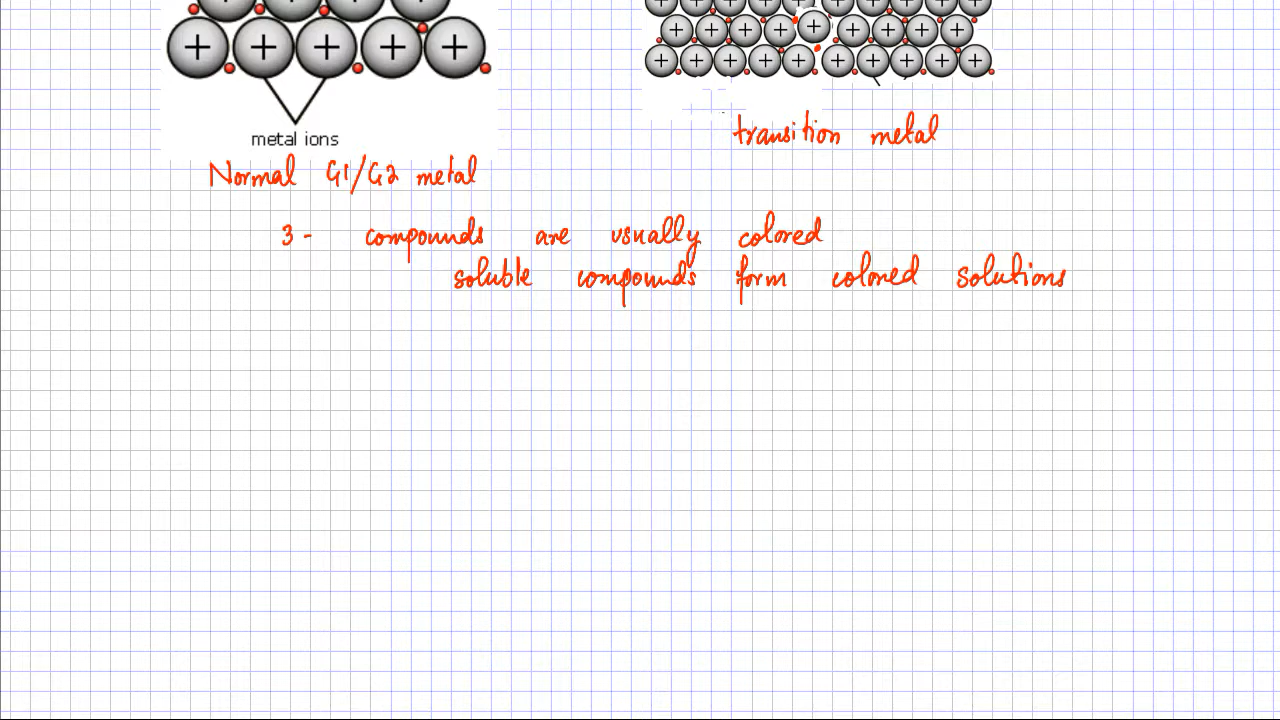 metal ions
transition metal
Normal G1/G2 metal
3 - compounds are usually colored
soluble compounds form colored solutions